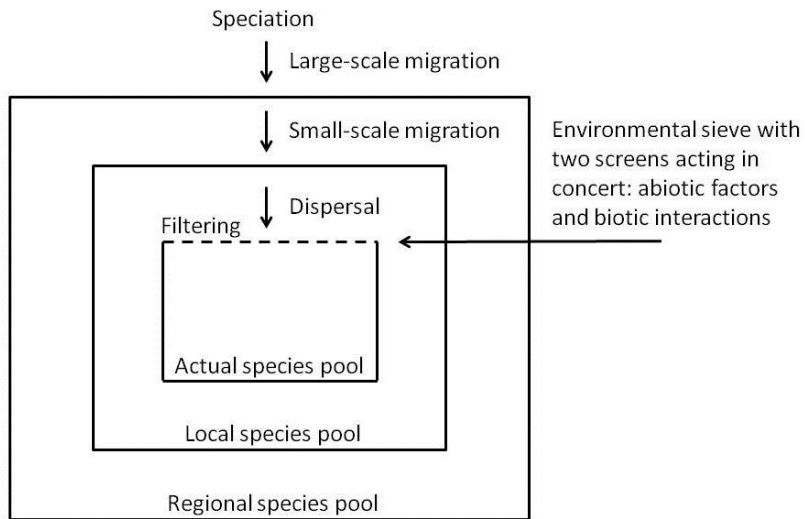 Speciation
Large-scale migration
Small-scale migration
Environmental sieve with
two screens acting in
concert: abiotic factors
and biotic interactions
Dispersal
Filtering
Actual species pool
Local species pool
Regional species pool